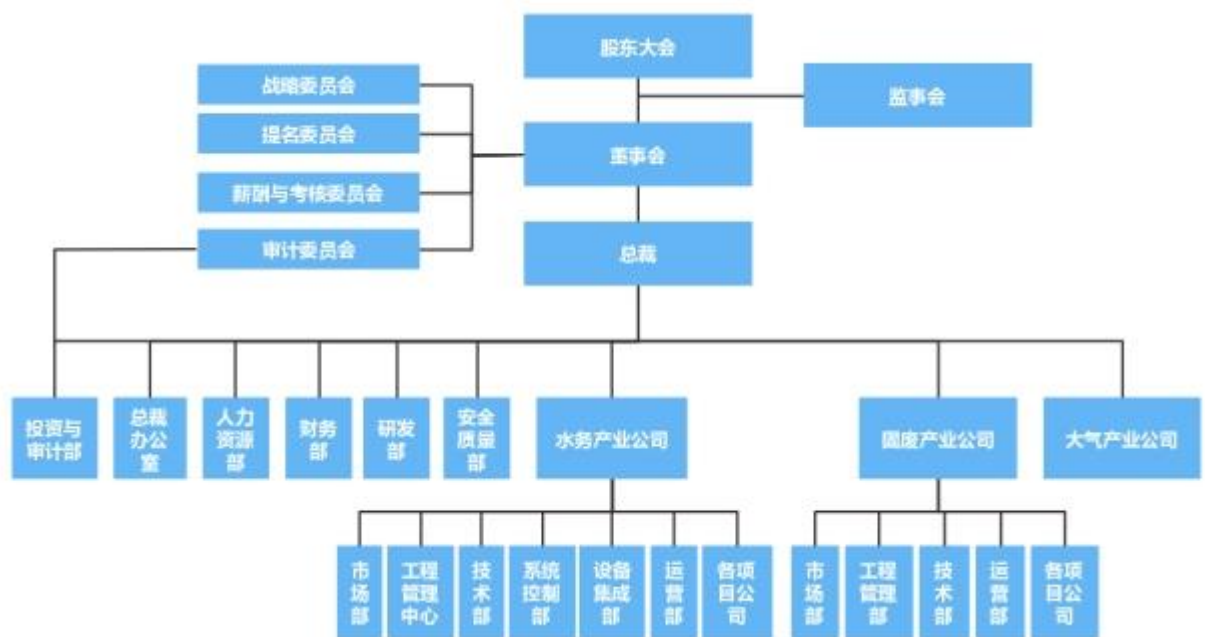 股东大会
战略委员会
监事会
提名委员会
董事会
薪酬与考核委员会
审计委员会
总裁
投资与
审计部
总裁
办公
室
人力
资源
部
财务
部
研发
部
安全
质量
部
水务产业公司
固废产业公司
大气产业公司
市
场
部
工程
管理
中心
技
术
部
系统
控制
部
设备
集成
部
运
营
部
各项
目公
司
市
场
部
工程
管理
部
技
术
部
运
营
部
各项
目公
司